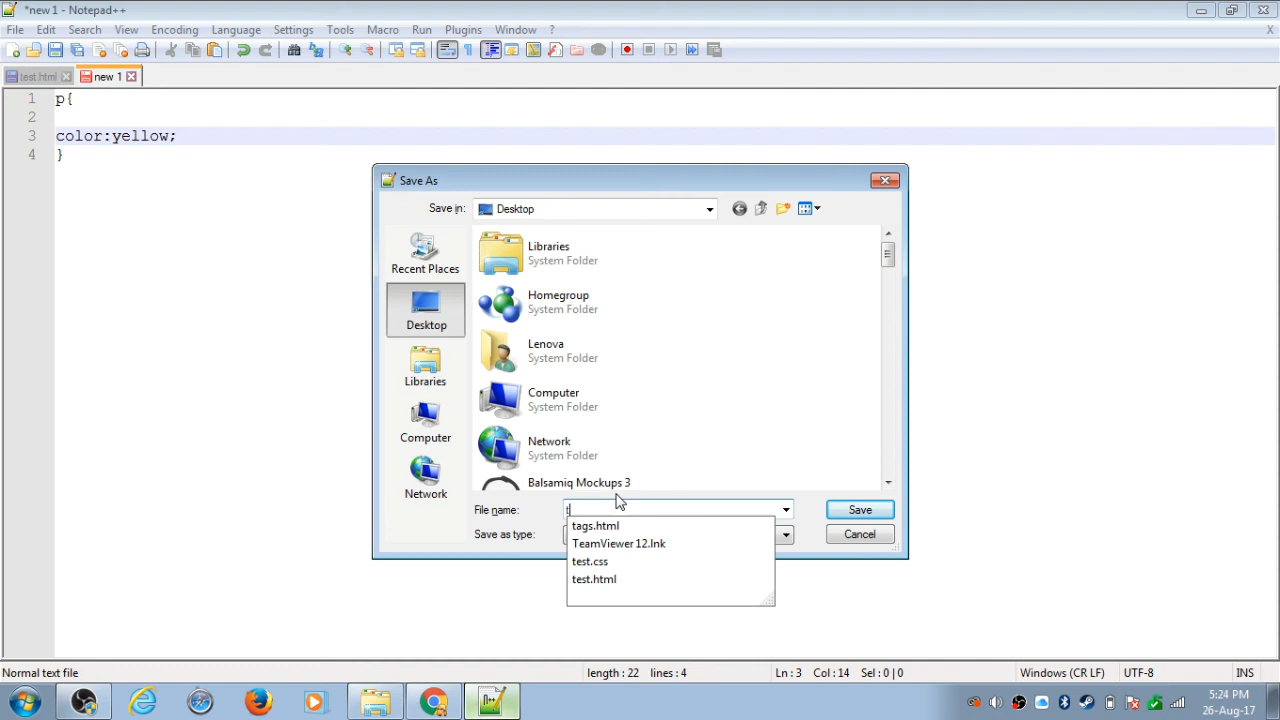 *new 1 - Notepad++
File Edit Search View Encoding Language Settings Tools Macro Run Plugins Window ? X
test.html new 1
1 p{
2
3 color:yellow;
4 }
Save As
Save in: Desktop
Recent Places
Desktop
Libraries
Computer
Network
Libraries
System Folder
Homegroup
System Folder
Lenova
System Folder
Computer
System Folder
Network
System Folder
Balsamiq Mockups 3
File name: t Save
Save as type: Cancel
tags.html
TeamViewer 12.lnk
test.css
test.html
Normal text file length : 22 lines : 4 Ln : 3 Col : 14 Sel : 0 | 0 Windows (CR LF) UTF-8 INS
5:24 PM
26-Aug-17